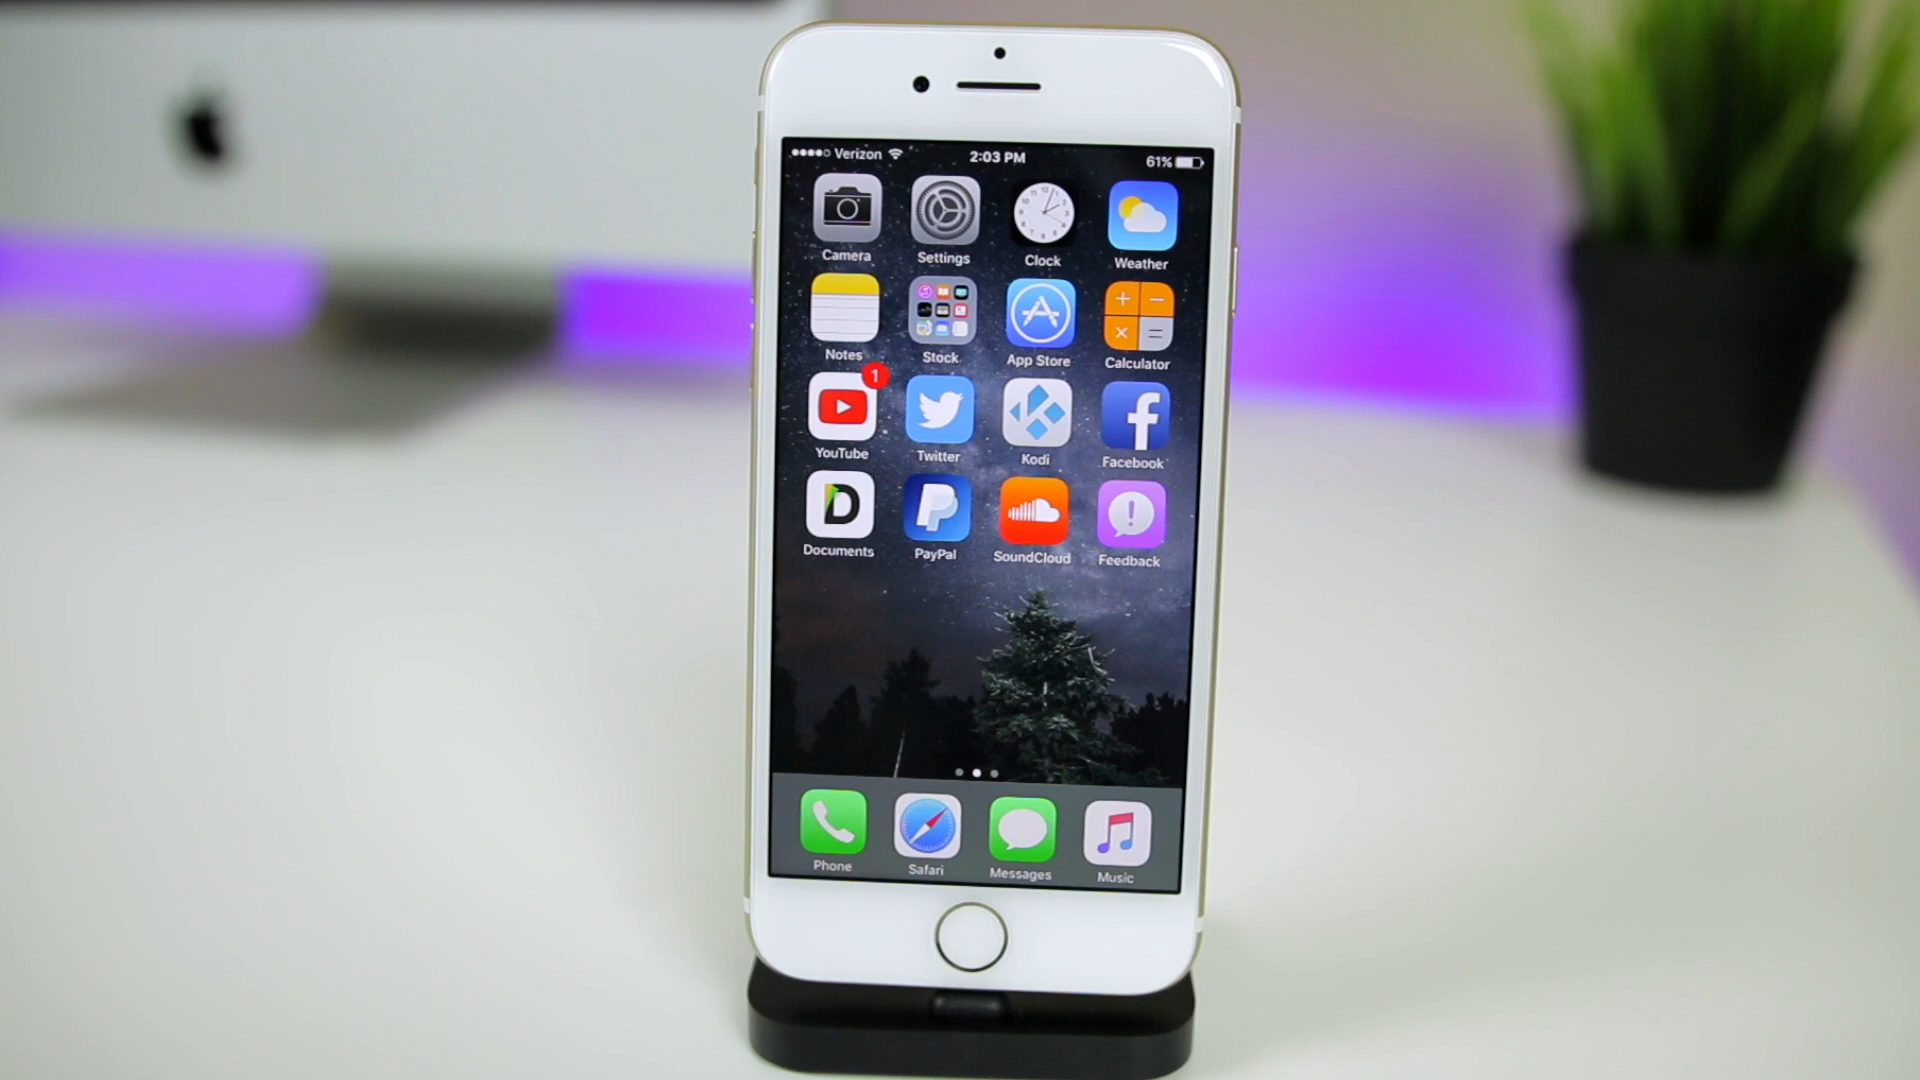 Verizon 2:03 PM 61%
Camera Settings Clock Weather
Notes Stock App Store Calculator
1
YouTube Twitter Kodi Facebook
Documents PayPal SoundCloud Feedback
Phone Safari Messages Music